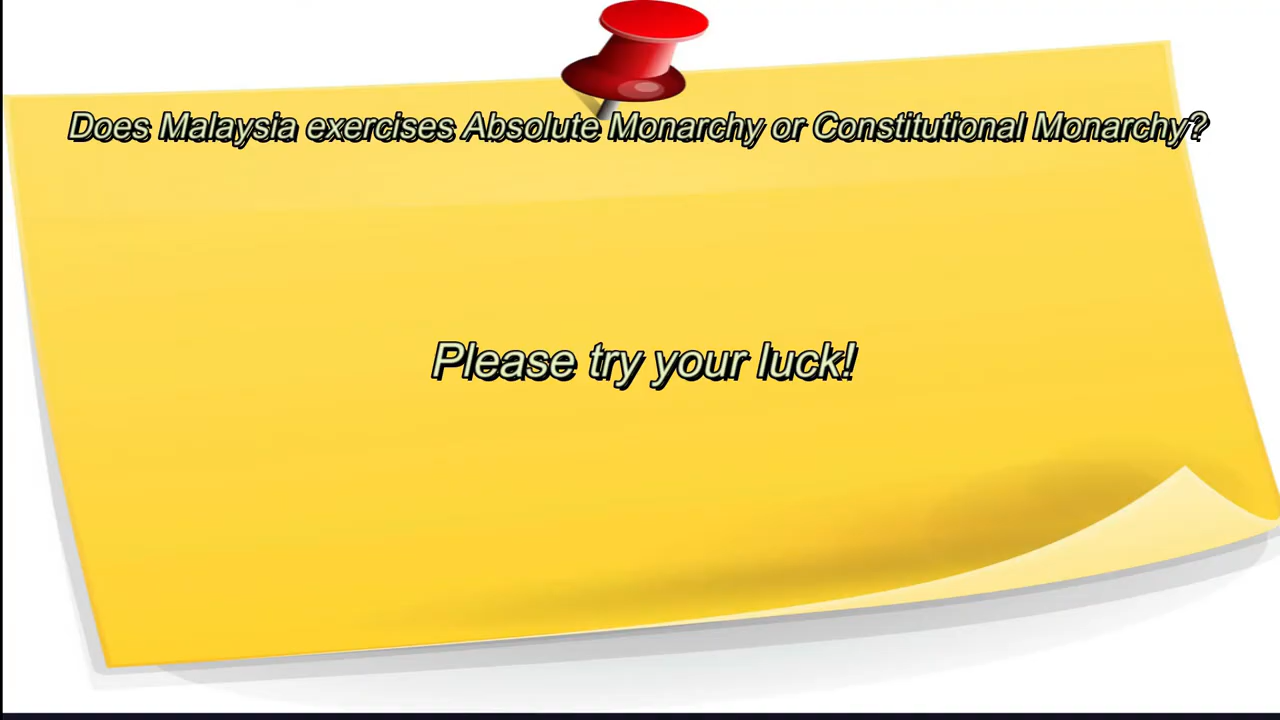 Does Malaysia exercises Absolute Monarchy or Constitutional Monarchy?
Please try your luck!